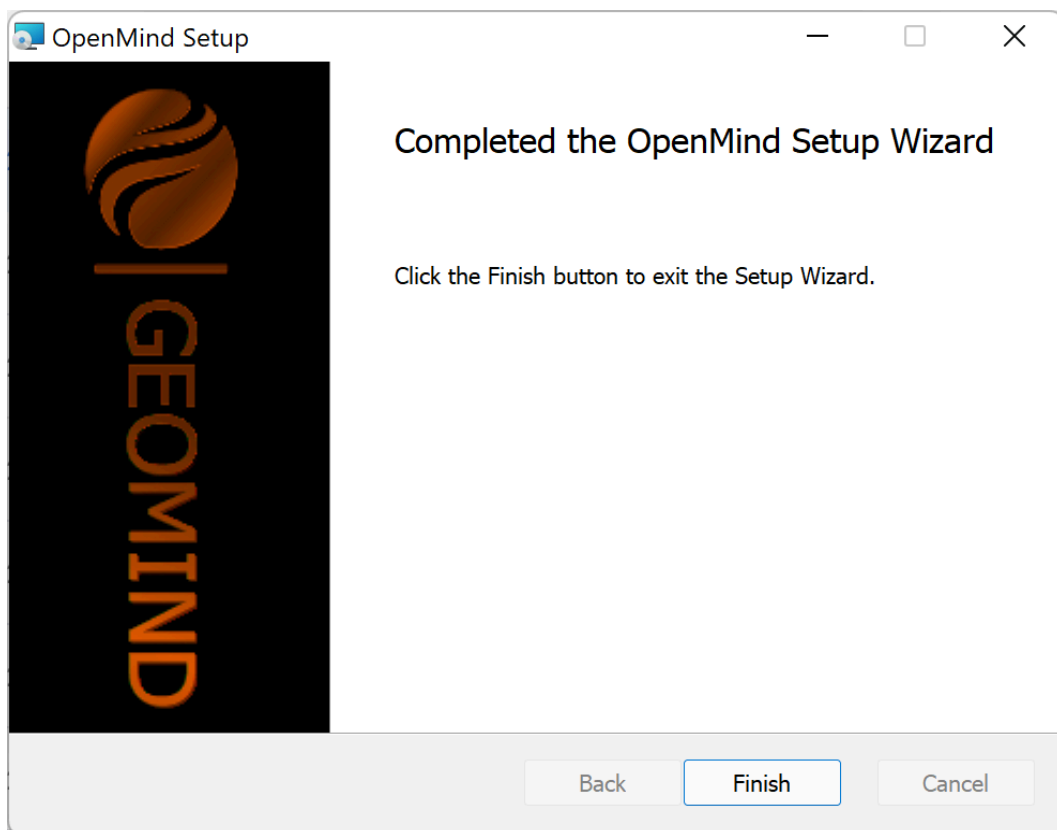 OpenMind Setup
GEOMIND
Completed the OpenMind Setup Wizard
Click the Finish button to exit the Setup Wizard.
Back
Finish
Cancel